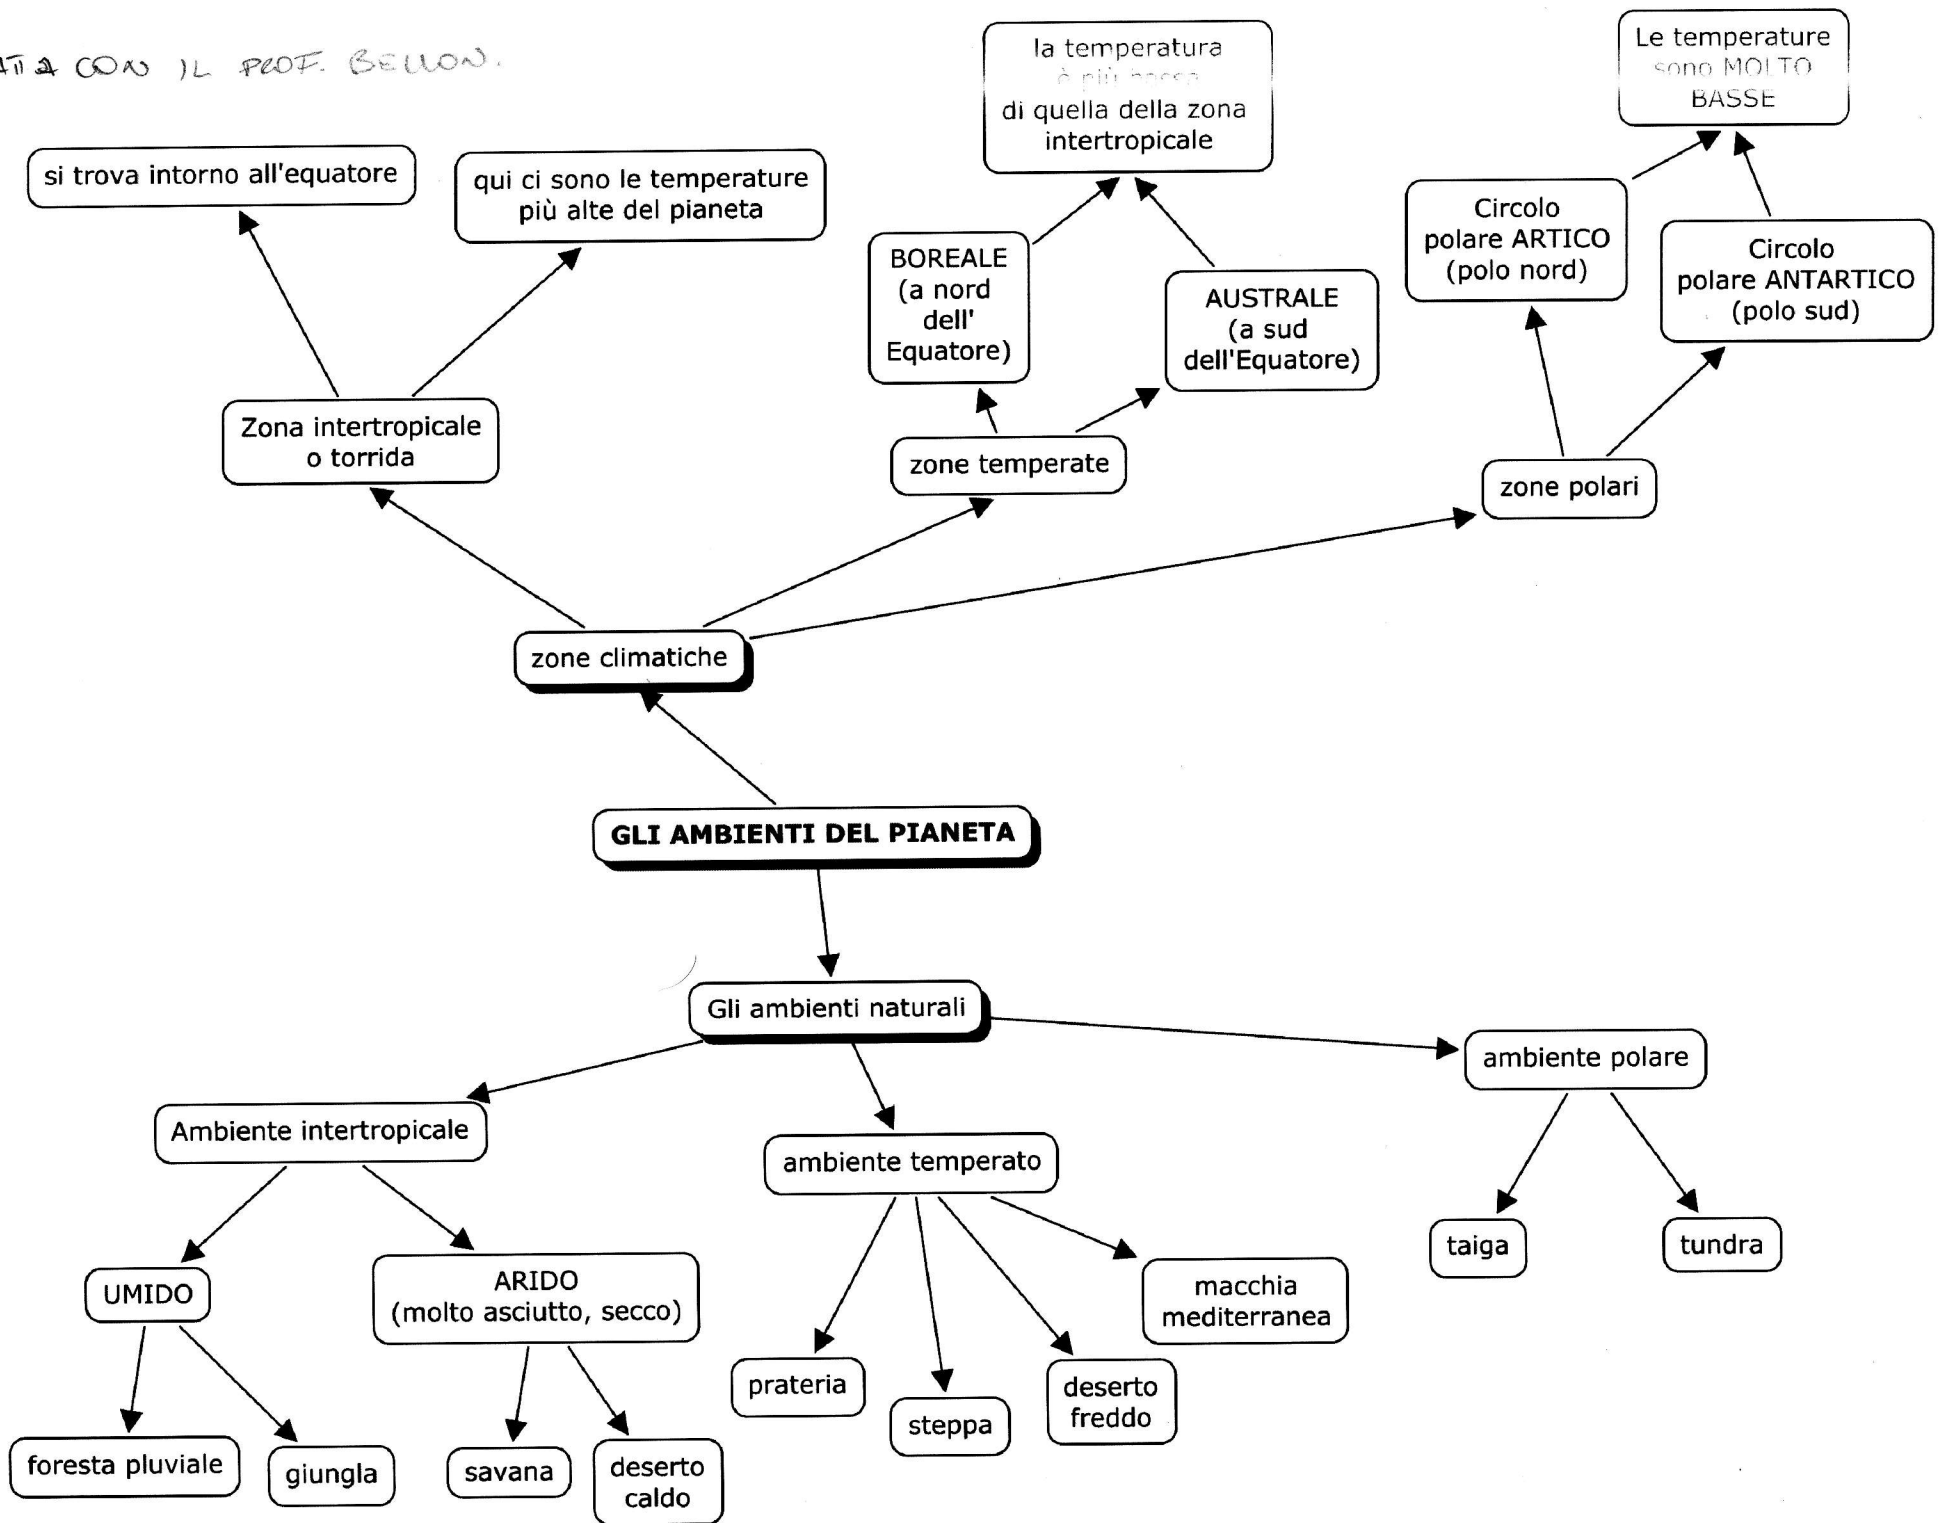 CON IL PROF. BELLON.
la temperatura
è più bassa
di quella della zona
intertropicale
Le temperature
sono MOLTO
BASSE
si trova intorno all'equatore
qui ci sono le temperature
più alte del pianeta
BOREALE
(a nord
dell'
Equatore)
AUSTRALE
(a sud
dell'Equatore)
Circolo
polare ARTICO
(polo nord)
Circolo
polare ANTARTICO
(polo sud)
Zona intertropicale
o torrida
zone temperate
zone polari
zone climatiche
GLI AMBIENTI DEL PIANETA
Gli ambienti naturali
Ambiente intertropicale
ambiente temperato
ambiente polare
UMIDO
ARIDO
(molto asciutto, secco)
macchia
mediterranea
taiga
tundra
foresta pluviale
giungla
savana
deserto
caldo
prateria
steppa
deserto
freddo